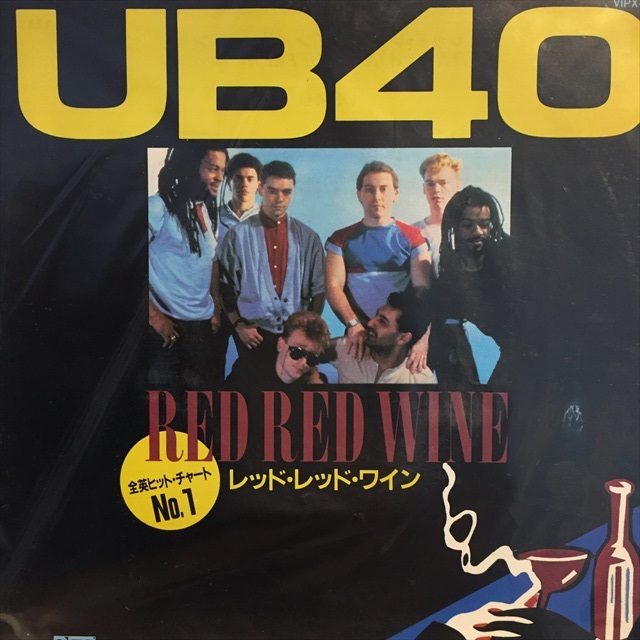 VIPX
UB40
RED RED WINE
全英ヒット・チャート
No.1
レッド・レッド・ワイン